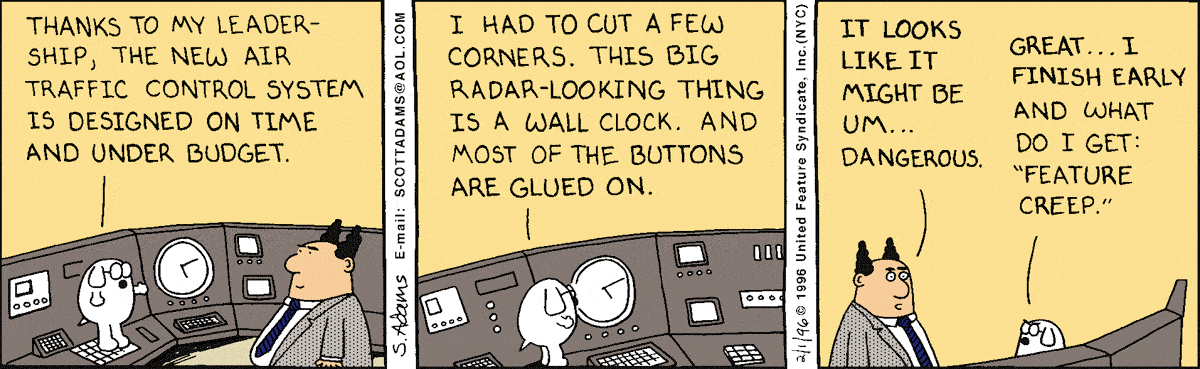 THANKS TO MY LEADER-
SHIP, THE NEW AIR
TRAFFIC CONTROL SYSTEM
IS DESIGNED ON TIME
AND UNDER BUDGET.
S. Adams E-mail: SCOTTADAMS@AOL.COM
I HAD TO CUT A FEW
CORNERS. THIS BIG
RADAR-LOOKING THING
IS A WALL CLOCK. AND
MOST OF THE BUTTONS
ARE GLUED ON.
2/1/96 © 1996 United Feature Syndicate, Inc.(NYC)
IT LOOKS
LIKE IT
MIGHT BE
UM...
DANGEROUS.
GREAT... I
FINISH EARLY
AND WHAT
DO I GET:
"FEATURE
CREEP."